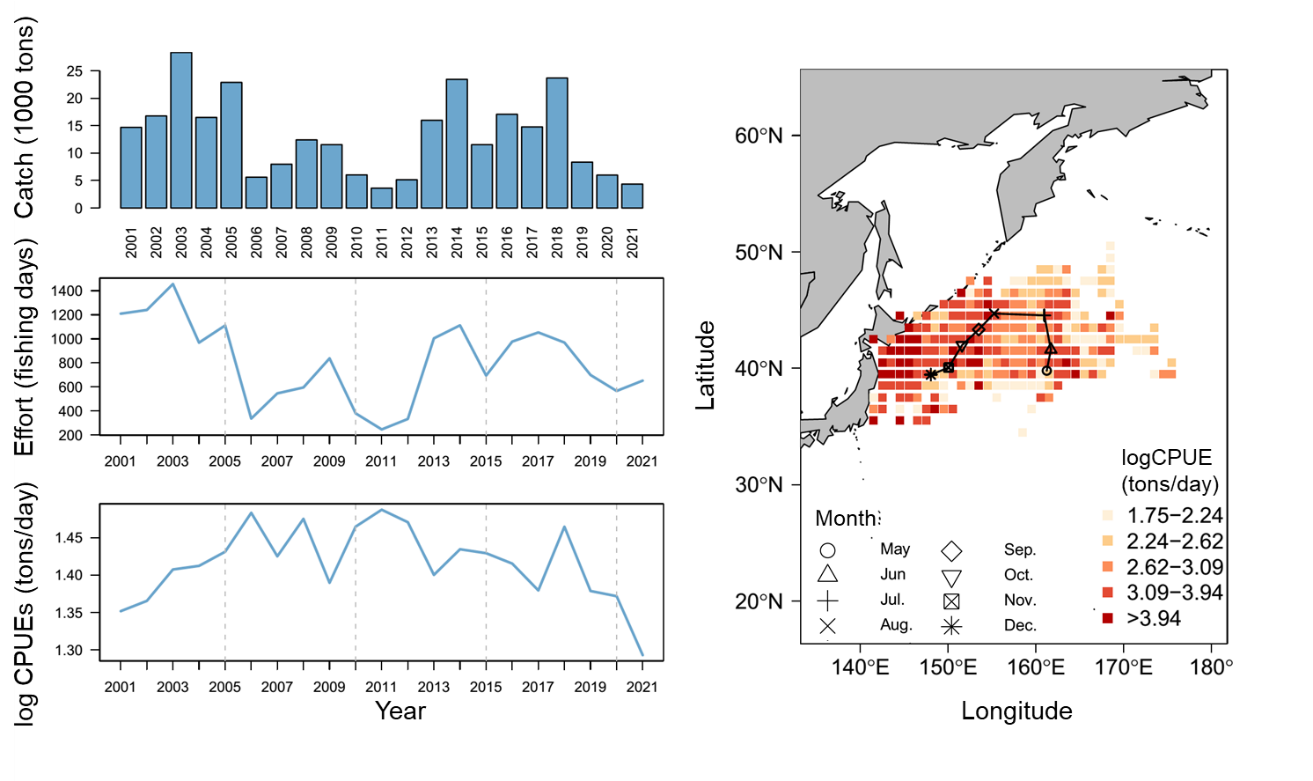 Catch (1000 tons)
25
20
15
10
5
0
2001 2002 2003 2004 2005 2006 2007 2008 2009 2010 2011 2012 2013 2014 2015 2016 2017 2018 2019 2020 2021
Effort (fishing days)
1400
1200
1000
800
600
400
200
2001 2003 2005 2007 2009 2011 2013 2015 2017 2019 2021
log CPUEs (tons/day)
1.45
1.40
1.35
1.30
2001 2003 2005 2007 2009 2011 2013 2015 2017 2019 2021
Year
Latitude
60°N
50°N
40°N
30°N
20°N
logCPUE
(tons/day)
1.75−2.24
2.24−2.62
2.62−3.09
3.09−3.94
>3.94
Month:
May Sep.
Jun Oct.
Jul. Nov.
Aug. Dec.
140°E 150°E 160°E 170°E 180°
Longitude